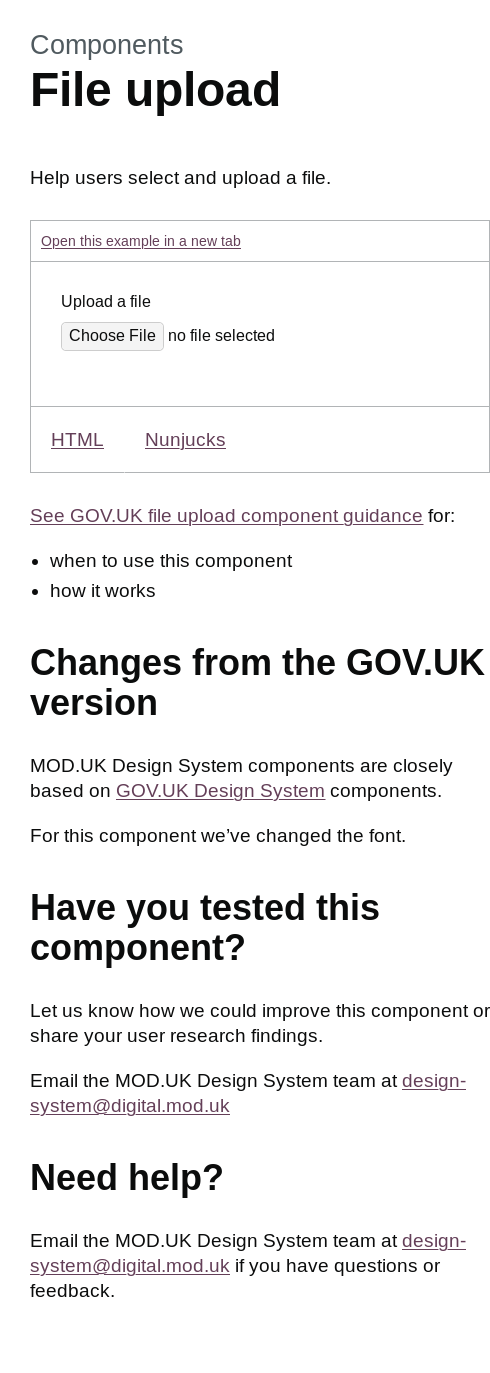 Components
File upload
Help users select and upload a file.
Open this example in a new tab
Upload a file
Choose File no file selected
HTML Nunjucks
See GOV.UK file upload component guidance for:
• when to use this component
• how it works
Changes from the GOV.UK
version
MOD.UK Design System components are closely
based on GOV.UK Design System components.
For this component we’ve changed the font.
Have you tested this
component?
Let us know how we could improve this component or
share your user research findings.
Email the MOD.UK Design System team at design-
system@digital.mod.uk
Need help?
Email the MOD.UK Design System team at design-
system@digital.mod.uk if you have questions or
feedback.